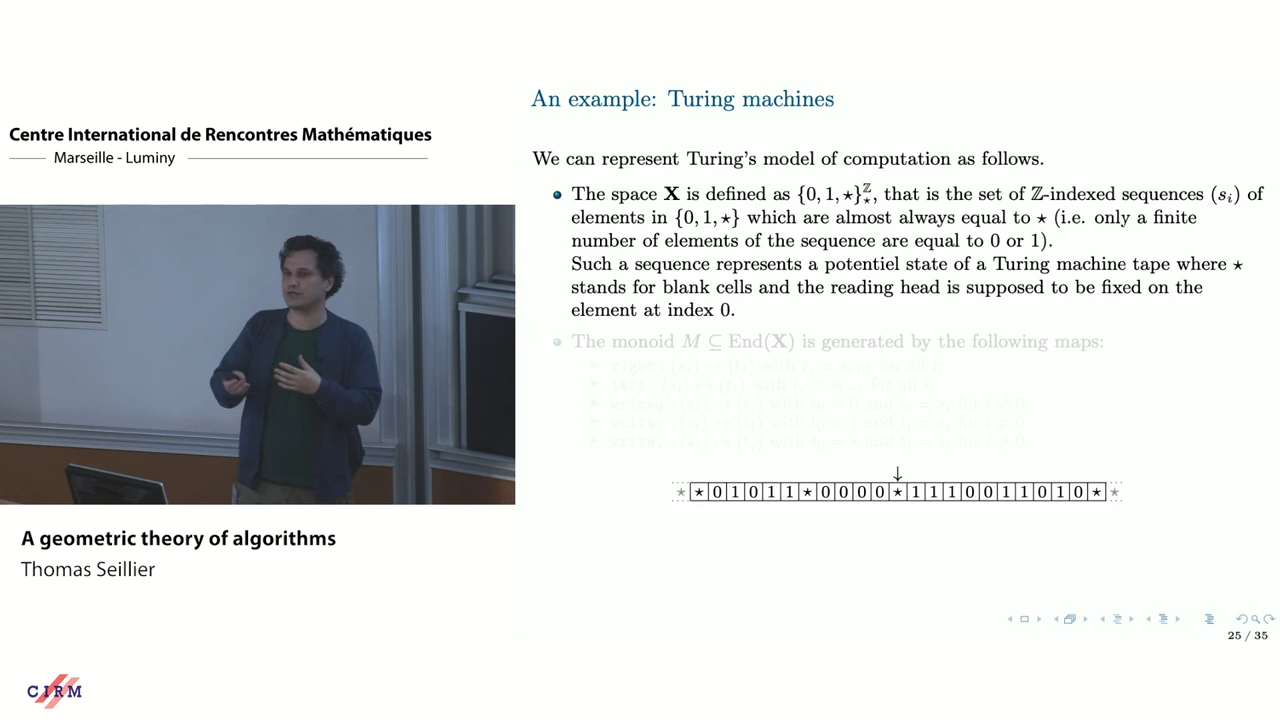 Centre International de Rencontres Mathématiques
Marseille - Luminy
A geometric theory of algorithms
Thomas Seillier
CIRM
An example: Turing machines
We can represent Turing's model of computation as follows.
The space X is defined as {0, 1, ⋆}^ℤ_⋆, that is the set of ℤ-indexed sequences (s_i) of
elements in {0, 1, ⋆} which are almost always equal to ⋆ (i.e. only a finite
number of elements of the sequence are equal to 0 or 1).
Such a sequence represents a potentiel state of a Turing machine tape where ⋆
stands for blank cells and the reading head is supposed to be fixed on the
element at index 0.
The monoid M ⊆ End(X) is generated by the following maps:
⋆ ⋆ 0 1 0 1 1 ⋆ 0 0 0 0 ⋆ 1 1 1 0 0 1 1 0 1 0 ⋆ ⋆
25 / 35